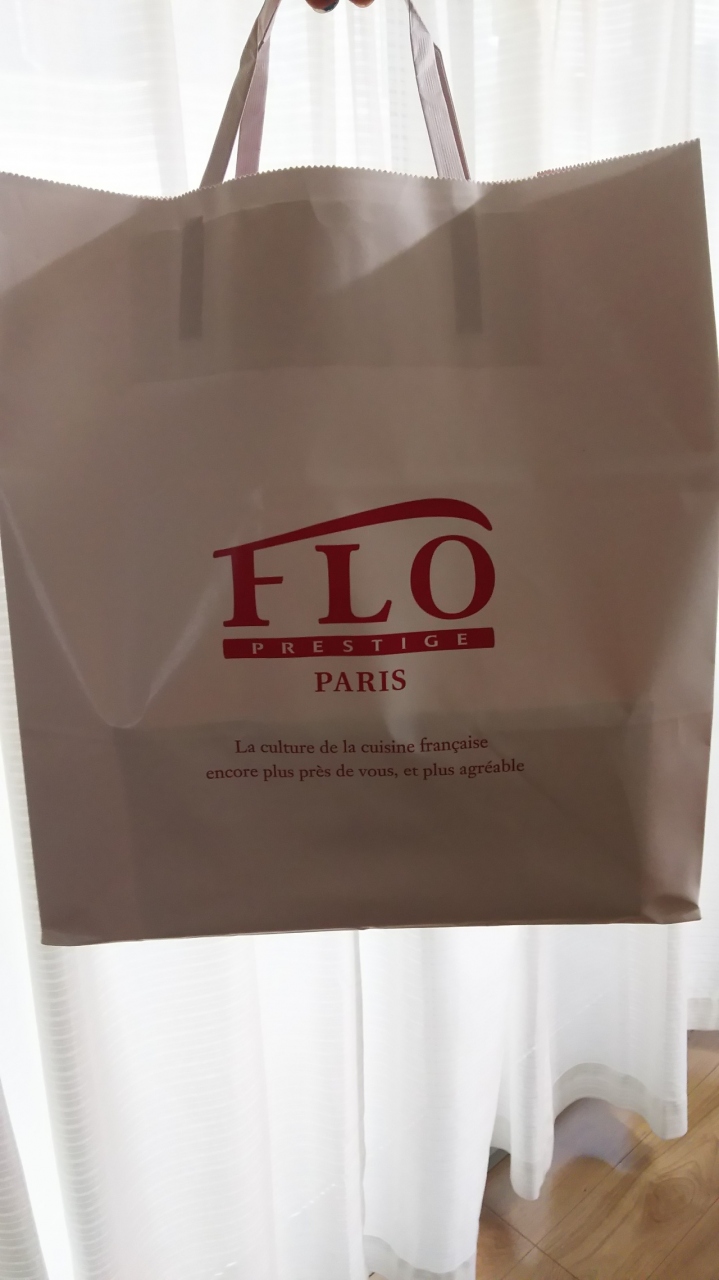 FLO
PRESTIGE
PARIS
La culture de la cuisine française
encore plus près de vous, et plus agréable